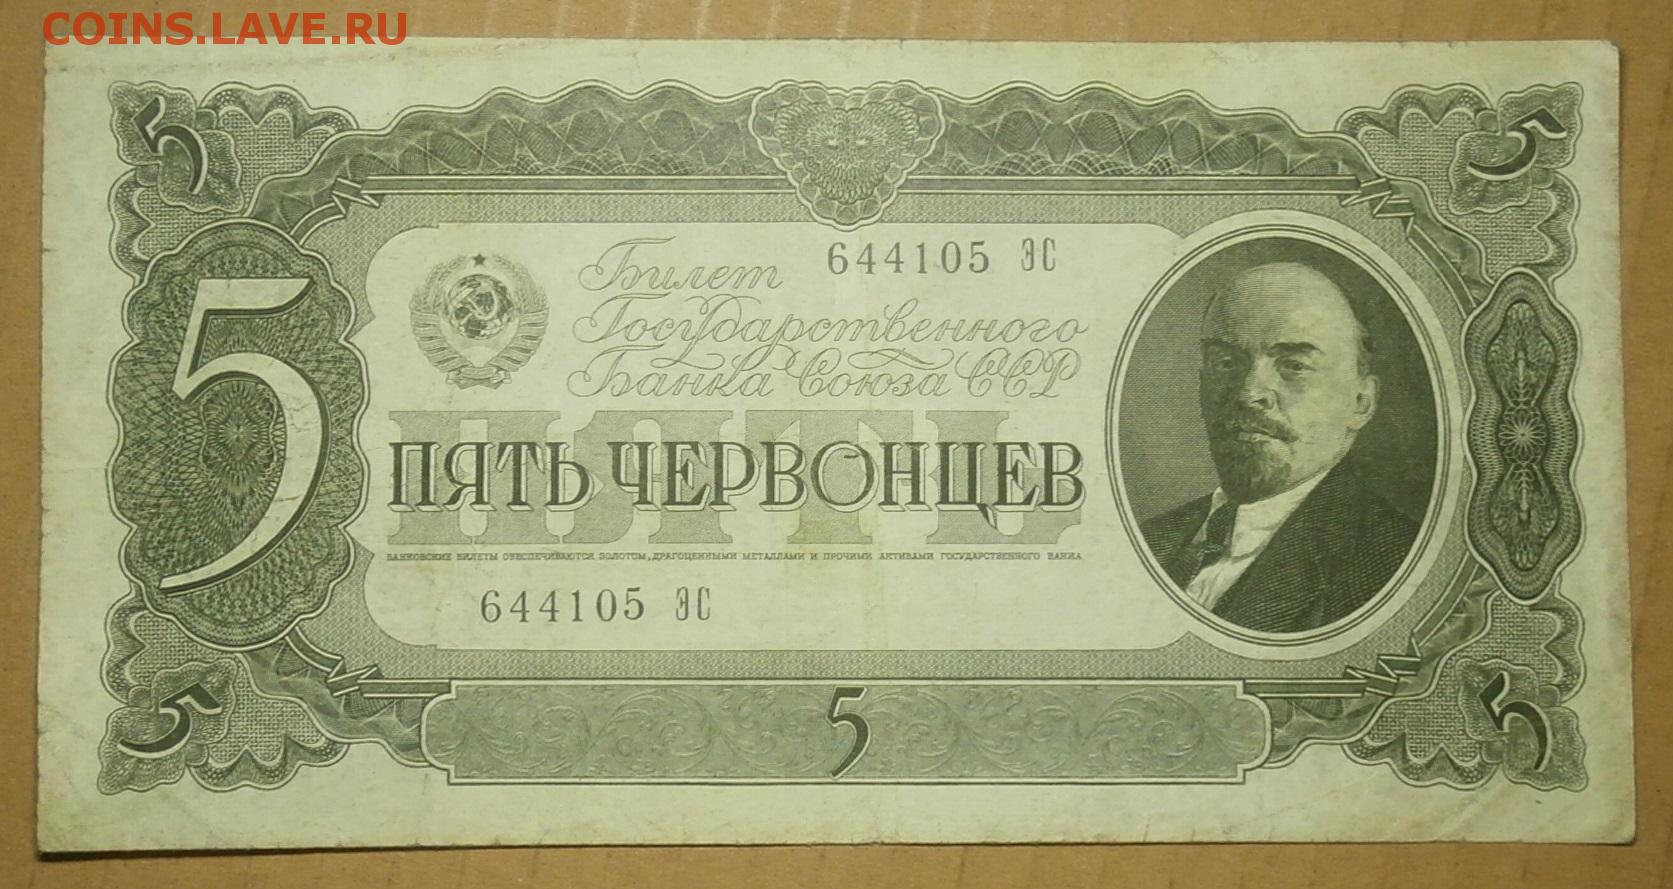 COINS.LAVE.RU
5
5
Билет
644105 ЭС
Государственного
Банка Союза ССР
5
ПЯТЬ
ПЯТЬ ЧЕРВОНЦЕВ
БАНКОВСКИЕ БИЛЕТЫ ОБЕСПЕЧИВАЮТСЯ ЗОЛОТОМ, ДРАГОЦЕННЫМИ МЕТАЛЛАМИ И ПРОЧИМИ АКТИВАМИ ГОСУДАРСТВЕННОГО БАНКА
644105 ЭС
5
5
5